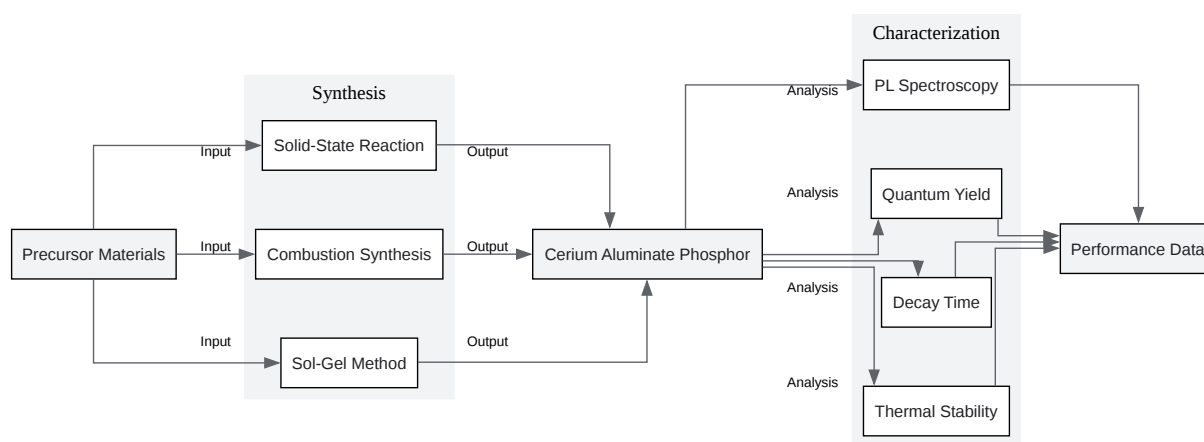 Characterization
Synthesis
PL Spectroscopy
Analysis
Solid-State Reaction
Input
Output
Analysis
Quantum Yield
Precursor Materials
Input
Combustion Synthesis
Output
Cerium Aluminate Phosphor
Performance Data
Analysis
Decay Time
Input
Sol-Gel Method
Output
Analysis
Thermal Stability